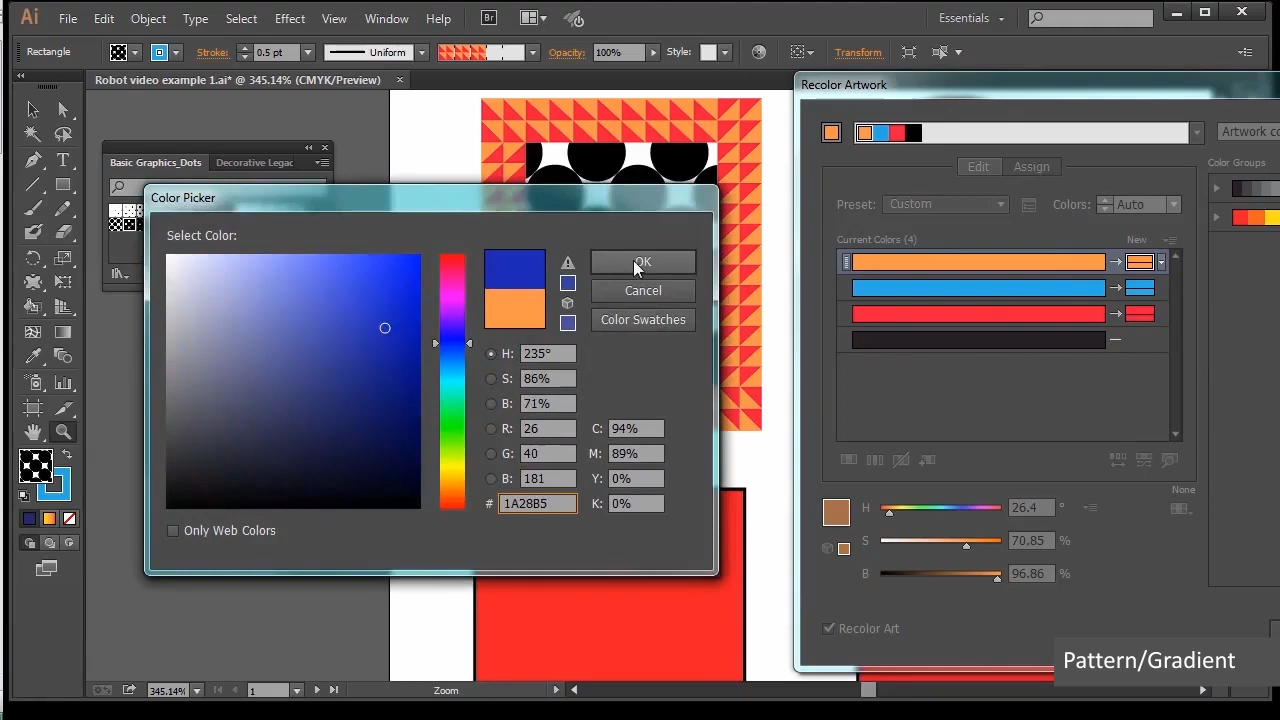 Ai File Edit Object Type Select Effect View Window Help Br Essentials
Rectangle Stroke: 0.5 pt Uniform Opacity: 100% Style: Transform
Robot video example 1.ai* @ 345.14% (CMYK/Preview) ×
Recolor Artwork
Artwork co
Basic Graphics_Dots Decorative Legac
Edit Assign
Color Groups
Color Picker
Preset: Custom Colors: Auto
Select Color:
Current Colors (4) New
OK
Cancel
Color Swatches
H: 235°
S: 86%
B: 71%
R: 26 C: 94%
G: 40 M: 89%
B: 181 Y: 0%
# 1A28B5 K: 0%
Only Web Colors
None
H 26.4 °
S 70.85 %
B 96.86 %
Recolor Art
Pattern/Gradient
345.14% 1 Zoom